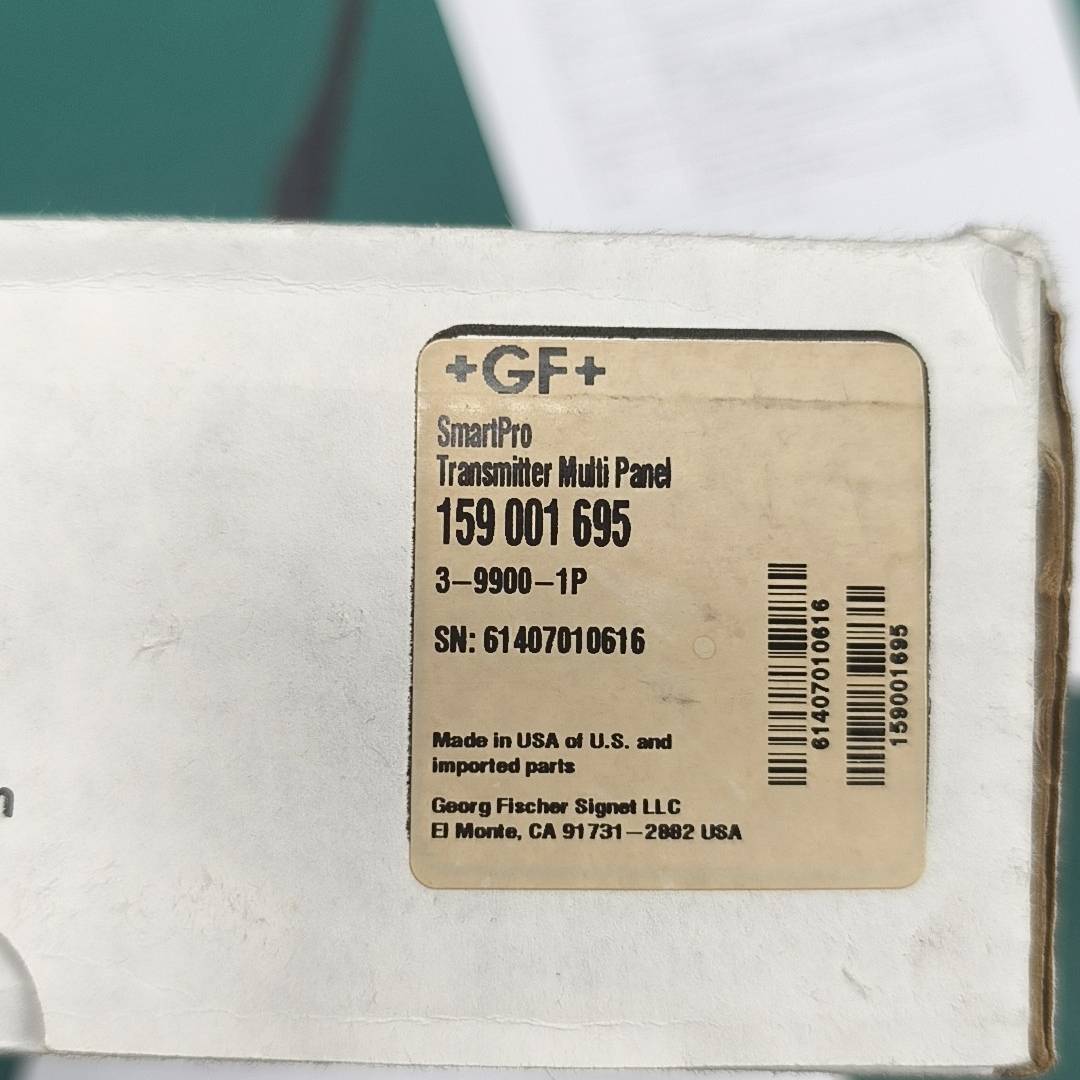 +GF+
SmartPro
Transmitter Multi Panel
159 001 695
3-9900-1P
SN: 61407010616
Made in USA of U.S. and
imported parts
Georg Fischer Signet LLC
El Monte, CA 91731-2882 USA
61407010616
159001695